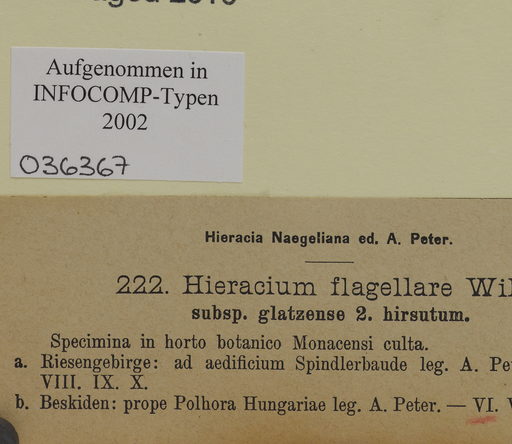 Aufgenommen in
INFOCOMP-Typen
2002
036367
Hieracia Naegeliana ed. A. Peter.
222. Hieracium flagellare
subsp. glatzense 2. hirsutum.
Specimina in horto botanico Monacensi culta.
a. Riesengebirge: ad aedificium Spindlerbaude leg. A.
VIII. IX. X.
b. Beskiden: prope Polhora Hungariae leg. A. Peter. — VI.